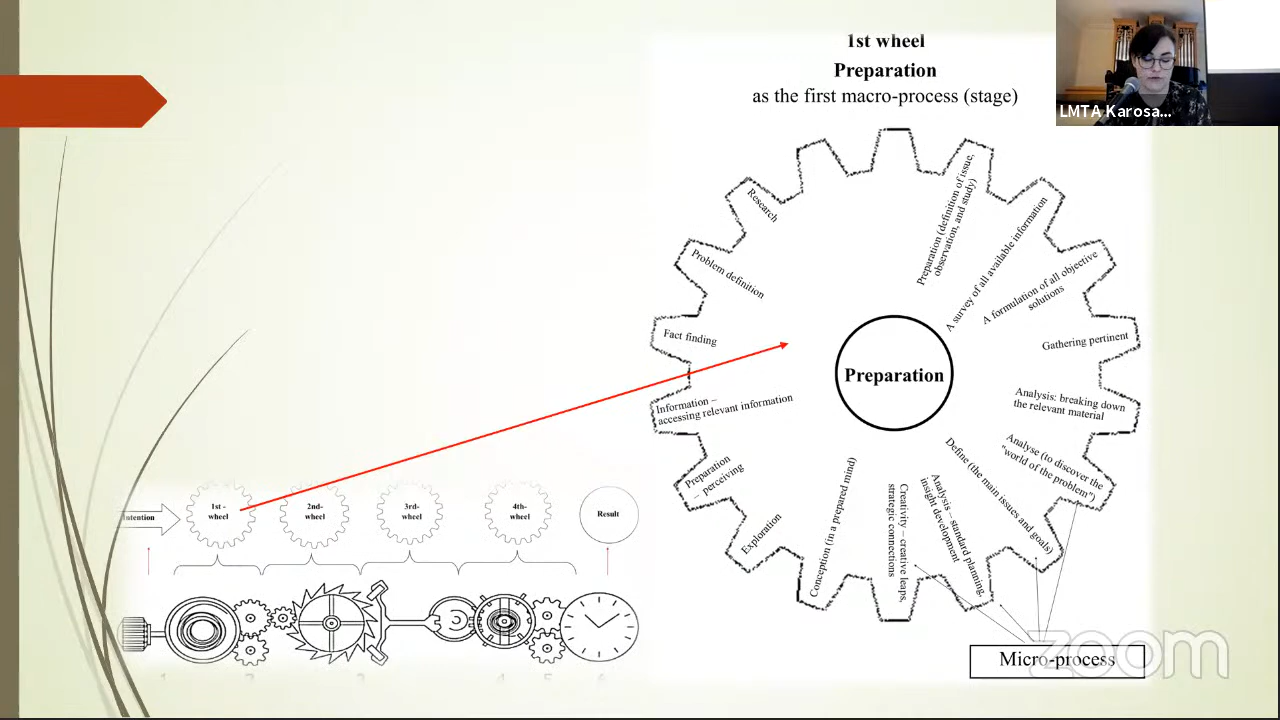 1st wheel
Preparation
as the first macro-process (stage)
LMTA Karosa...
Research
Problem definition
Fact finding
Information –
accessing relevant information
Preparation
– perceiving
Exploration
Conception (in a prepared mind)
Creativity – creative leaps,
strategic connections
Analysis – standard planning,
insight development
Define (the main issues and goals)
Analyse (to discover the
"world of the problem")
Analysis: breaking down
the relevant material
Gathering pertinent
A formulation of all objective
solutions
A survey of all available information
Preparation (definition of issue,
observation, and study)
Preparation
Intention
1st -
wheel
2nd-
wheel
3rd-
wheel
4th-
wheel
Result
Micro-process
zoom